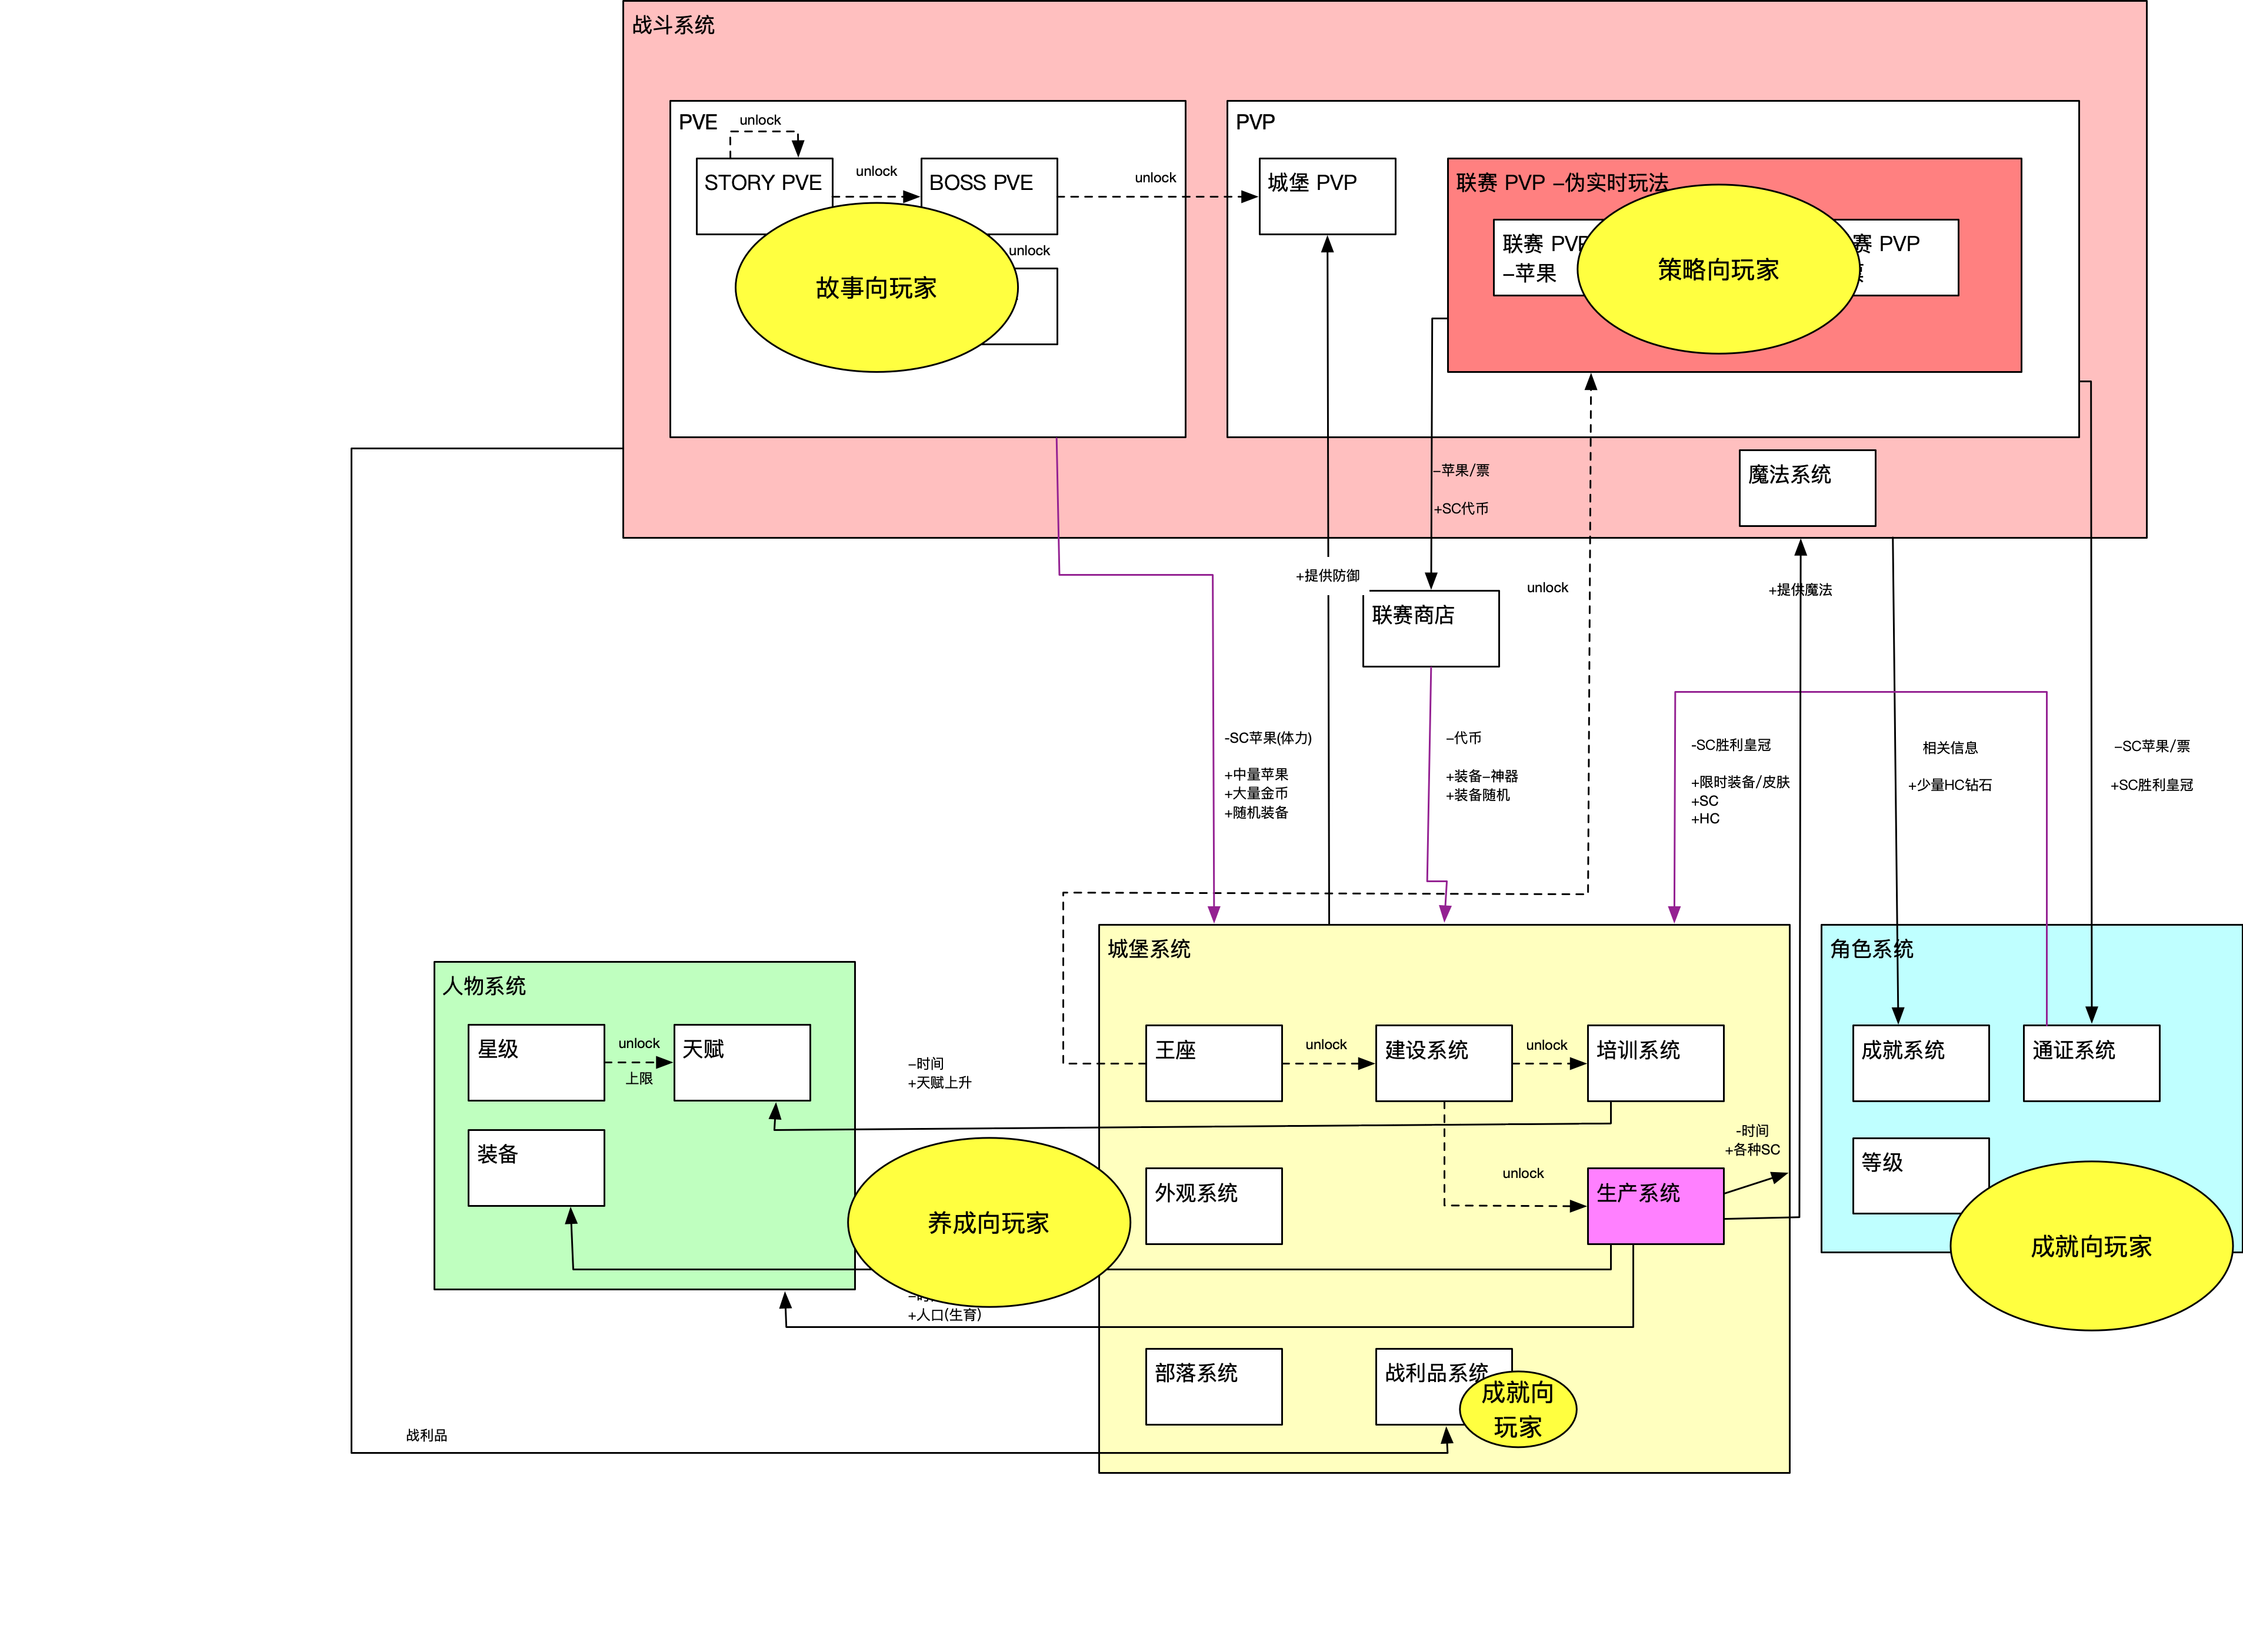 战斗系统
PVE
unlock
STORY PVE
unlock
BOSS PVE
unlock
unlock
故事向玩家
PVP
城堡 PVP
联赛 PVP -伪实时玩法
联赛 PVP
-苹果
赛 PVP
策略向玩家
魔法系统
-苹果/票
+SC代币
+提供防御
联赛商店
unlock
+提供魔法
-SC苹果(体力)
+中量苹果
+大量金币
+随机装备
-代币
+装备-神器
+装备随机
-SC胜利皇冠
+限时装备/皮肤
+SC
+HC
相关信息
+少量HC钻石
-SC苹果/票
+SC胜利皇冠
人物系统
星级
unlock
上限
天赋
装备
-时间
+天赋上升
养成向玩家
+人口(生育)
城堡系统
王座
unlock
建设系统
unlock
培训系统
外观系统
unlock
生产系统
-时间
+各种SC
部落系统
战利品系统
成就向
玩家
角色系统
成就系统
通证系统
等级
成就向玩家
战利品